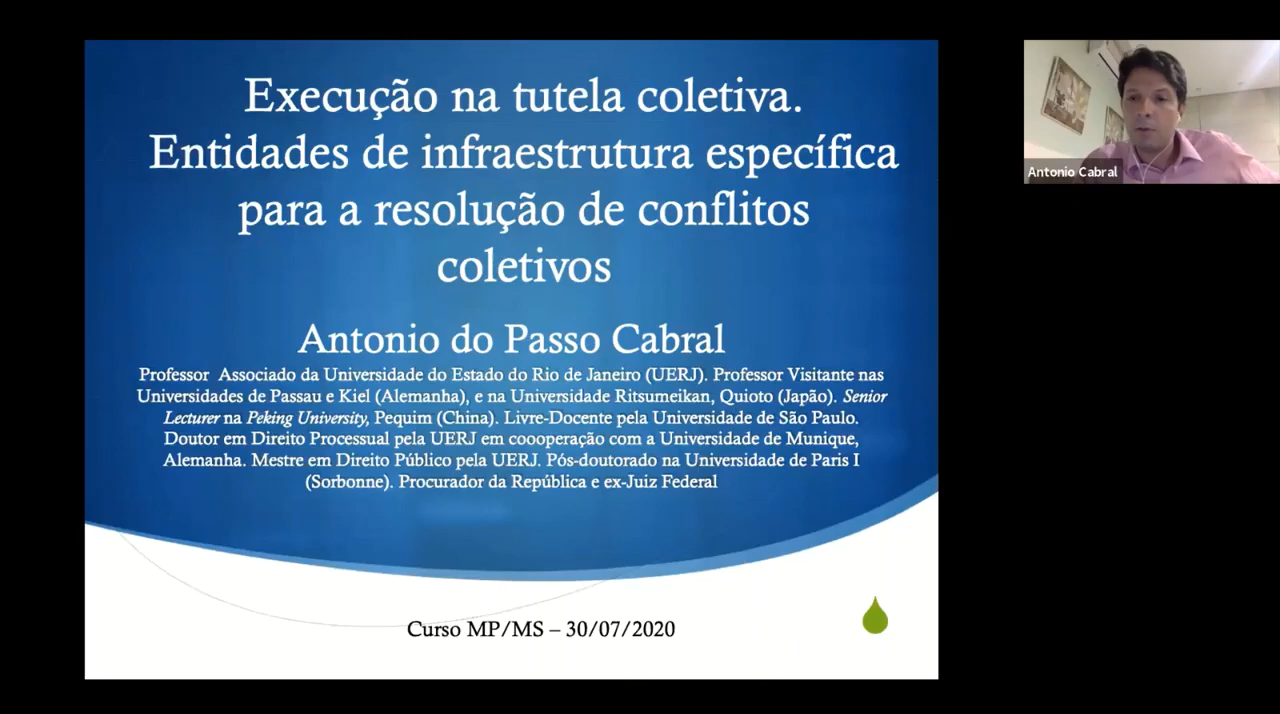 Execução na tutela coletiva.
Entidades de infraestrutura específica
para a resolução de conflitos
coletivos
Antonio do Passo Cabral
Professor Associado da Universidade do Estado do Rio de Janeiro (UERJ). Professor Visitante nas
Universidades de Passau e Kiel (Alemanha), e na Universidade Ritsumeikan, Quioto (Japão). Senior
Lecturer na Peking University, Pequim (China). Livre-Docente pela Universidade de São Paulo.
Doutor em Direito Processual pela UERJ em coooperação com a Universidade de Munique,
Alemanha. Mestre em Direito Público pela UERJ. Pós-doutorado na Universidade de Paris I
(Sorbonne). Procurador da República e ex-Juiz Federal
Curso MP/MS – 30/07/2020
Antonio Cabral